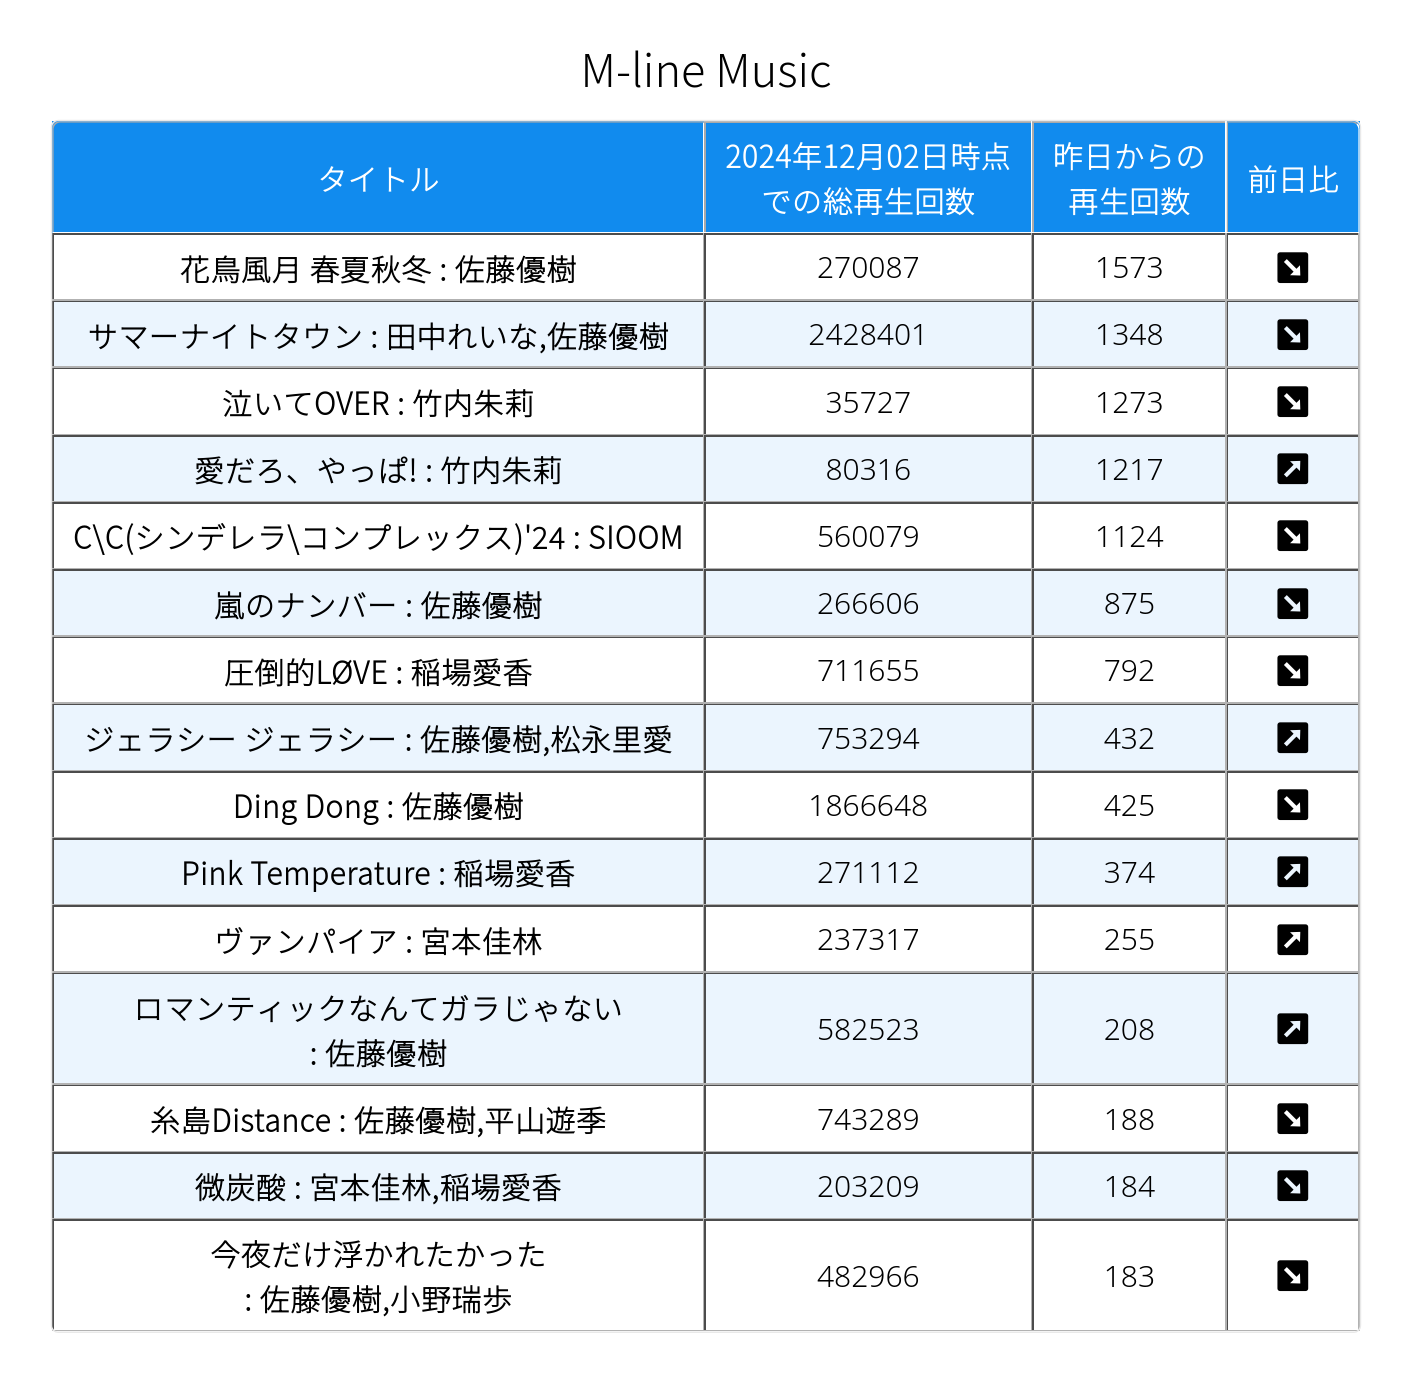 M-line Music
タイトル
2024年12月02日時点
での総再生回数
昨日からの
再生回数
前日比
花鳥風月 春夏秋冬 : 佐藤優樹 270087 1573
サマーナイトタウン : 田中れいな,佐藤優樹 2428401 1348
泣いてOVER : 竹内朱莉 35727 1273
愛だろ、やっぱ! : 竹内朱莉 80316 1217
C\C(シンデレラ\コンプレックス)'24 : SIOOM 560079 1124
嵐のナンバー : 佐藤優樹 266606 875
圧倒的LØVE : 稲場愛香 711655 792
ジェラシー ジェラシー : 佐藤優樹,松永里愛 753294 432
Ding Dong : 佐藤優樹 1866648 425
Pink Temperature : 稲場愛香 271112 374
ヴァンパイア : 宮本佳林 237317 255
ロマンティックなんてガラじゃない
: 佐藤優樹 582523 208
糸島Distance : 佐藤優樹,平山遊季 743289 188
微炭酸 : 宮本佳林,稲場愛香 203209 184
今夜だけ浮かれたかった
: 佐藤優樹,小野瑞歩 482966 183